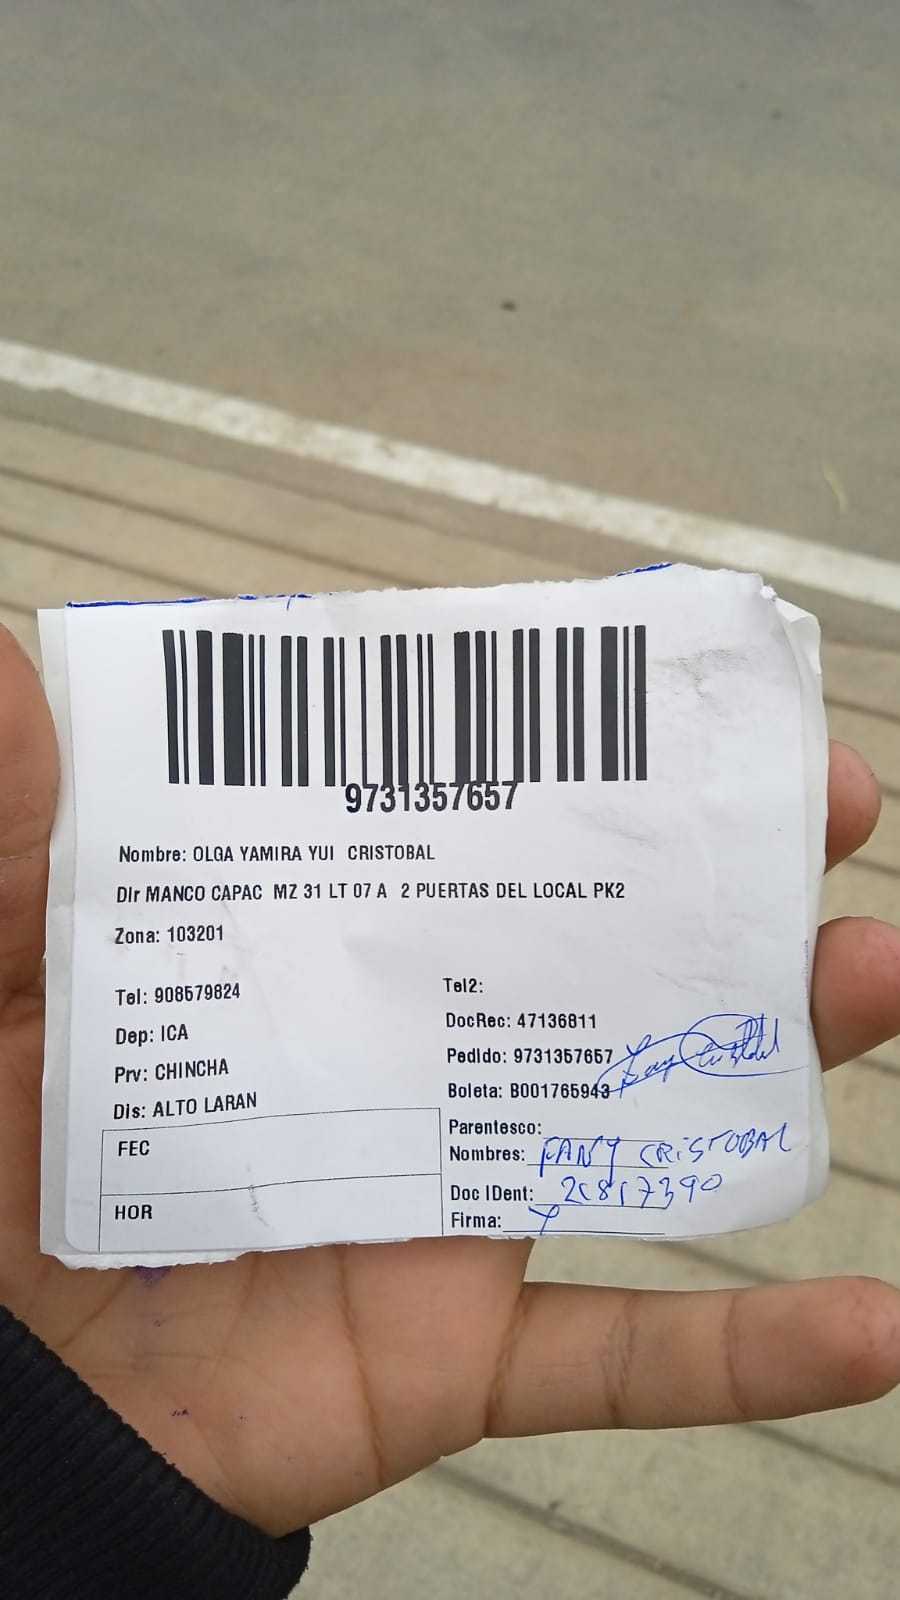 9731357657
Nombre: OLGA YAMIRA YUI CRISTOBAL
Dir MANCO CAPAC MZ 31 LT 07 A 2 PUERTAS DEL LOCAL PK2
Zona: 103201
Tel: 908579824
Dep: ICA
Prv: CHINCHA
Dis: ALTO LARAN
FEC
HOR
Tel2:
DocRec: 47136811
Pedido: 9731357657
Boleta: B001765943
Parentesco:
Nombres: FANY CRISTOBAL
Doc IDent:
Firma: